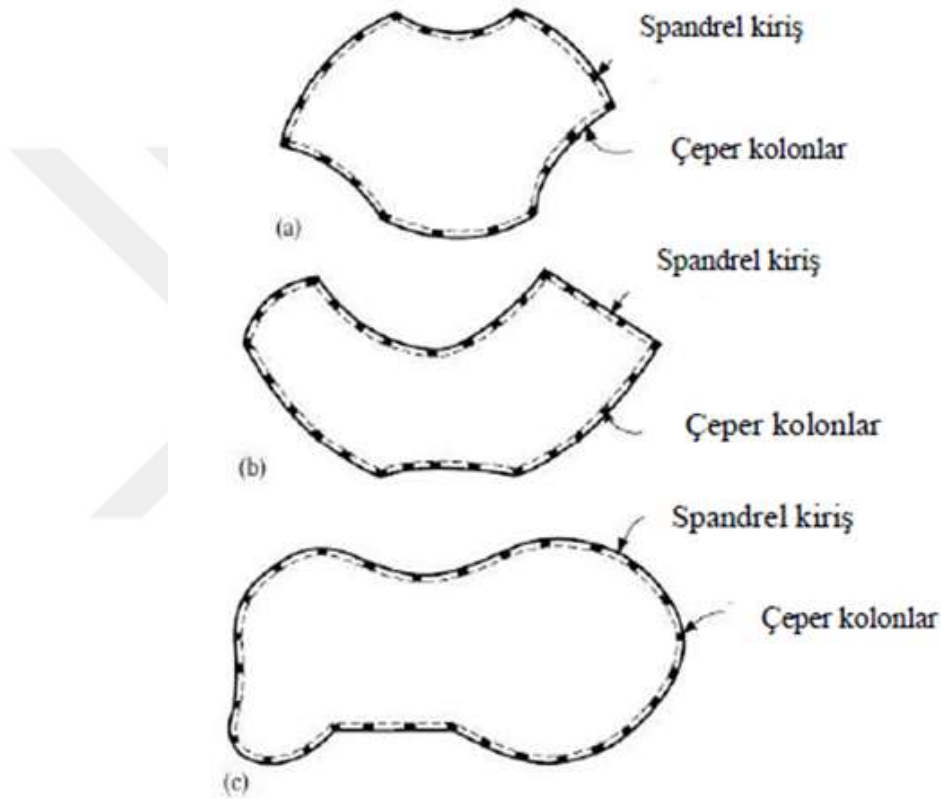 Spandrel kiriş
Çeper kolonlar
(a)
Spandrel kiriş
Çeper kolonlar
(b)
Spandrel kiriş
Çeper kolonlar
(c)